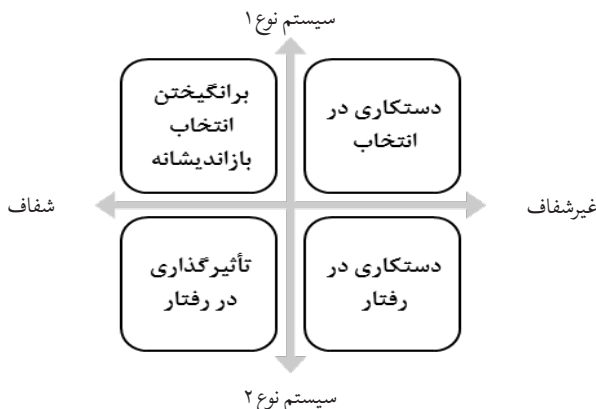 سیستم نوع ۱
دستکاری در
انتخاب
برانگیختن
انتخاب
بازاندیشانه
غیرشفاف
شفاف
دستکاری در
رفتار
تأثیرگذاری
در رفتار
سیستم نوع ۲